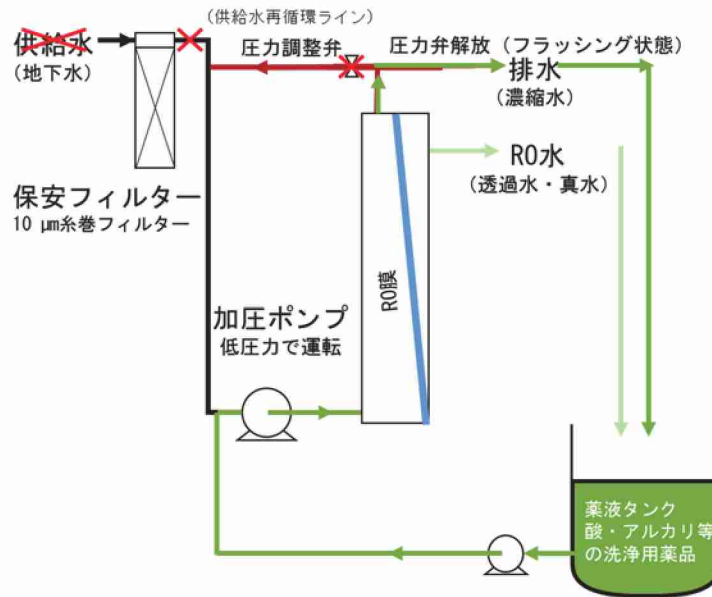 (供給水再循環ライン)
供給水
(地下水)
圧力調整弁
圧力弁解放 (フラッシング状態)
排水
(濃縮水)
RO水
(透過水・真水)
保安フィルター
10 μm糸巻フィルター
RO膜
加圧ポンプ
低圧力で運転
薬液タンク
酸・アルカリ等
の洗浄用薬品